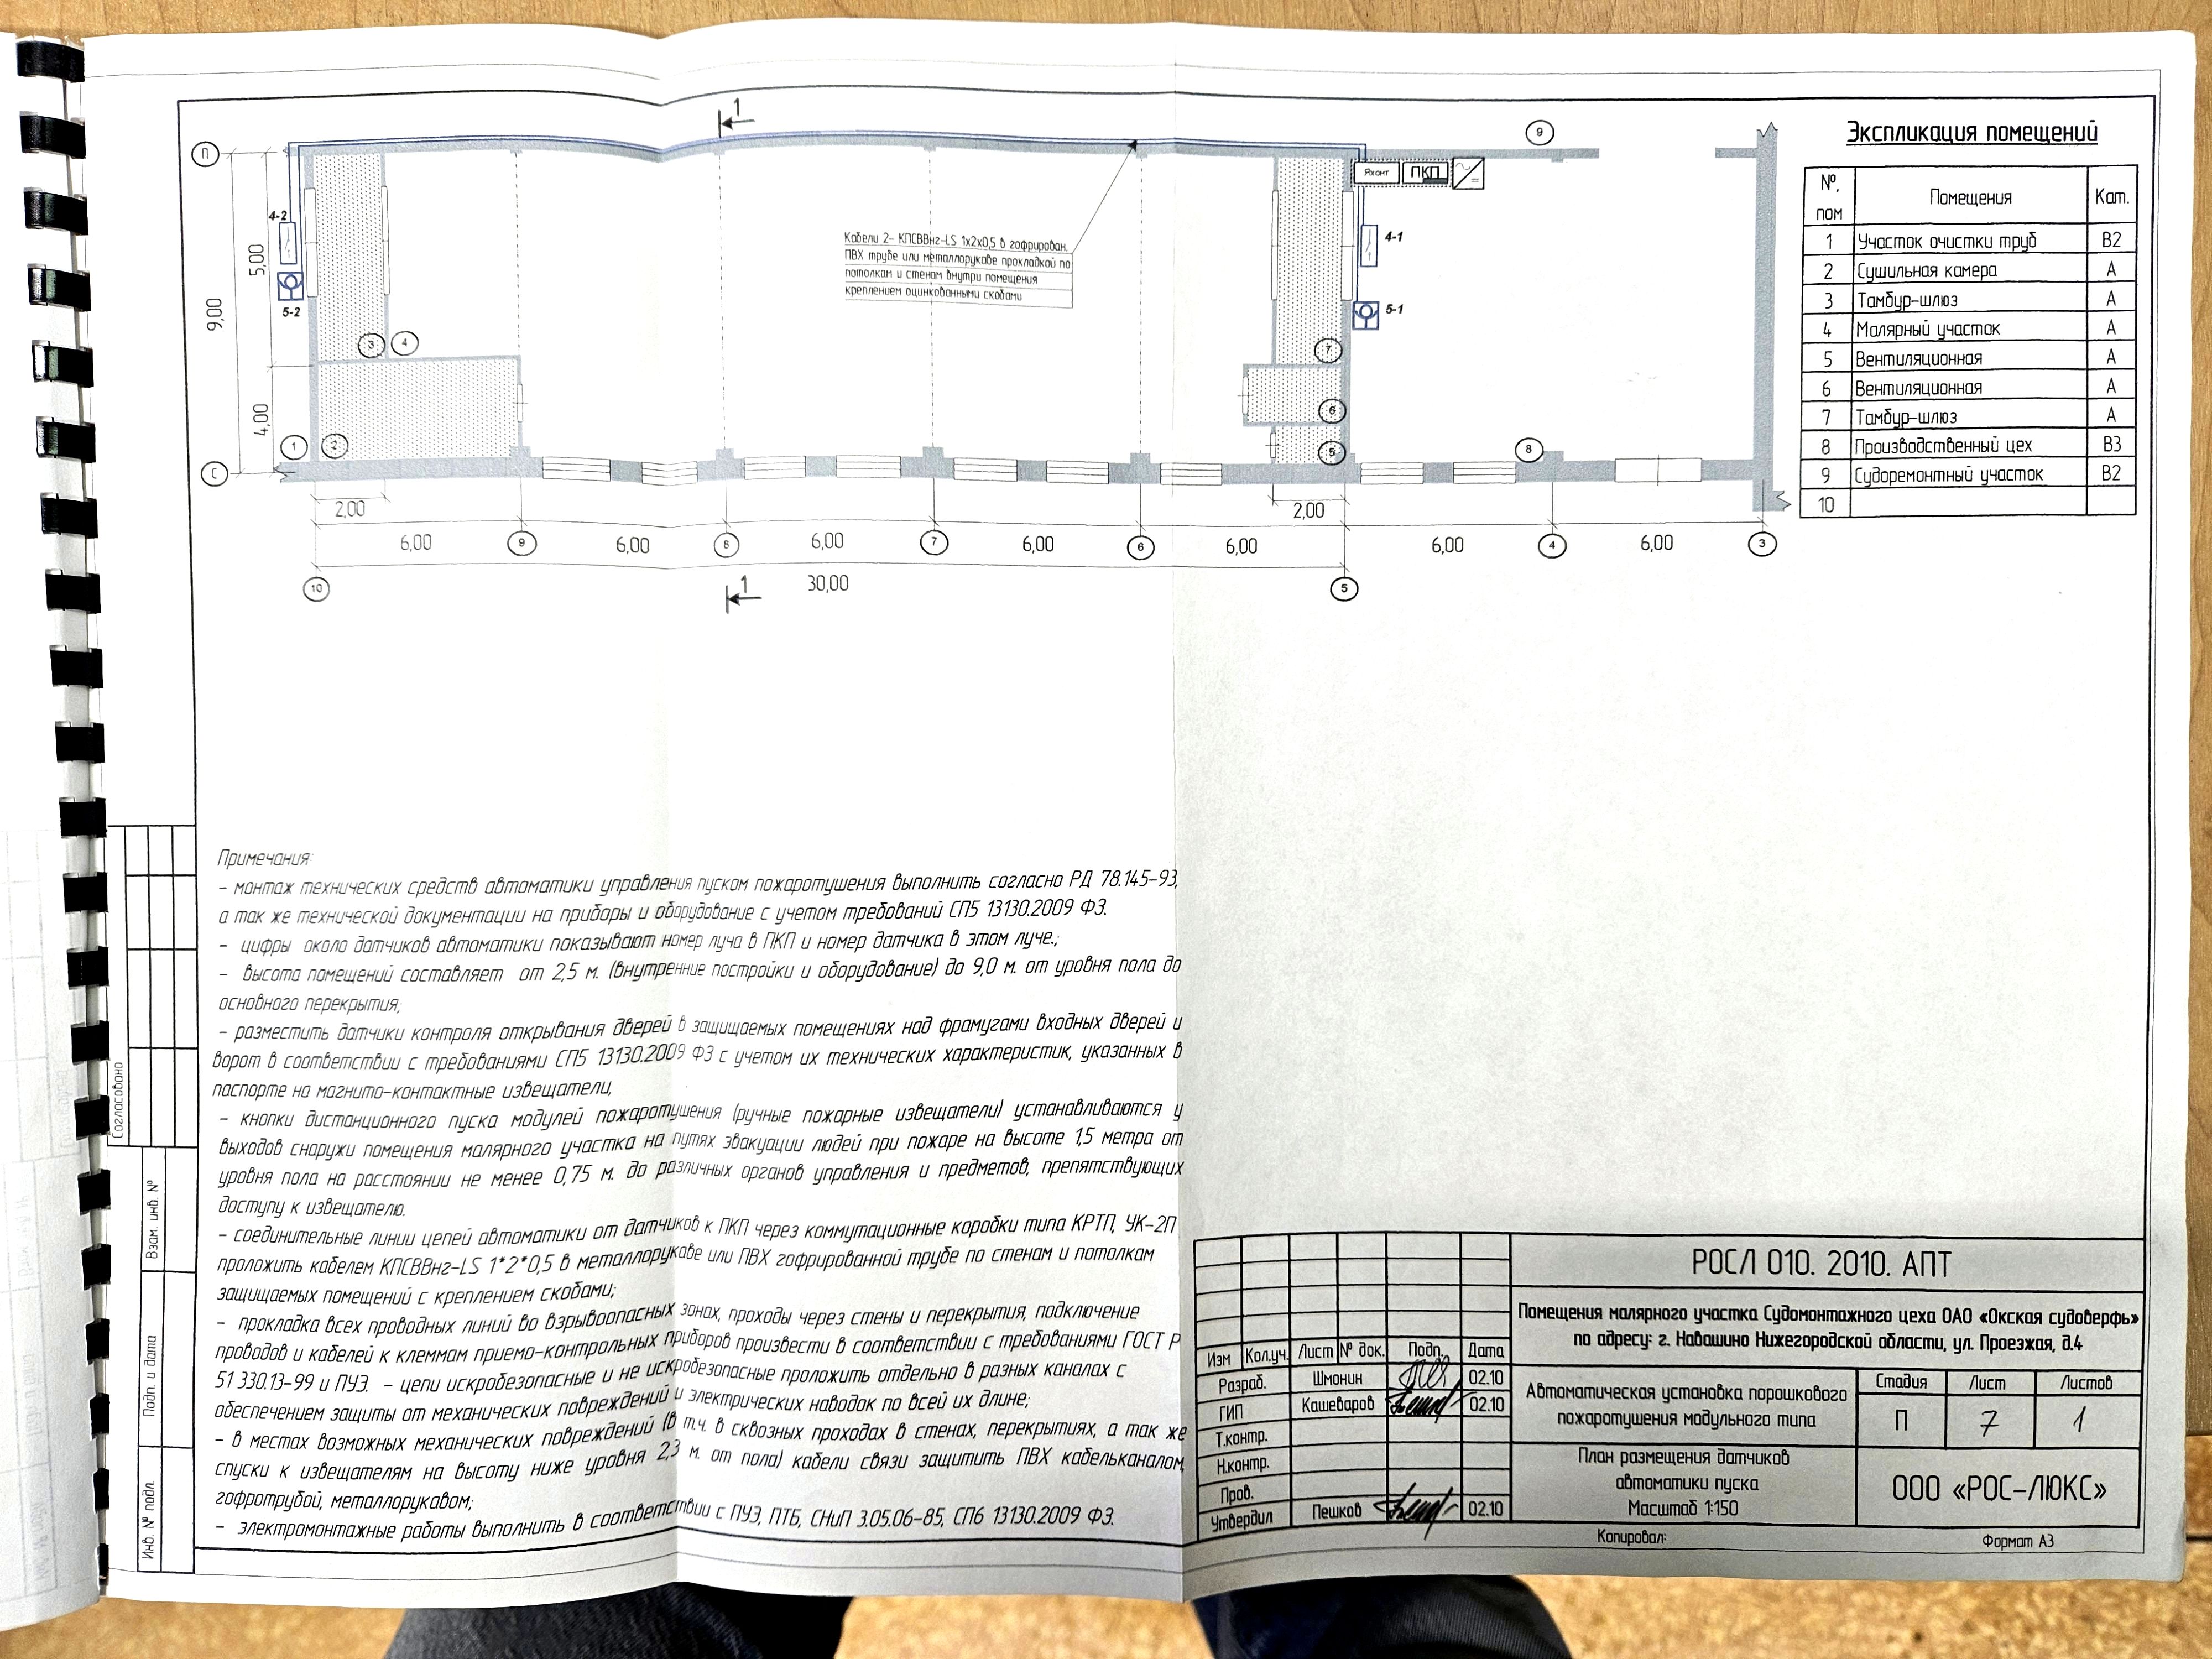 1
П
9
4-2
5,00
9,00
5-2
3
4
4,00
1
2
С
2,00
Кабели 2- КПСВВнг-LS 1х2х0,5 в гофрирован.
ПВХ трубе или металлорукаве прокладкой по
потолкам и стенам внутри помещения
креплением оцинкованными скобами
Яхонт
ПКП
4-1
5-1
7
6
5
8
2,00
6,00
9
6,00
8
6,00
7
6,00
6
6,00
6,00
4
6,00
3
10
1
30,00
5
Экспликация помещений
№. пом Помещения Кат.
1 Участок очистки труб В2
2 Сушильная камера А
3 Тамбур-шлюз А
4 Малярный участок А
5 Вентиляционная А
6 Вентиляционная А
7 Тамбур-шлюз А
8 Производственный цех В3
9 Судоремонтный участок В2
10
Примечания:
- монтаж технических средств автоматики управления пуском пожаротушения выполнить согласно РД 78.145-93,
а так же технической документации на приборы и оборудование с учетом требований СП5 13130.2009 ФЗ.
- цифры около датчиков автоматики показывают номер луча в ПКП и номер датчика в этом луче.;
- высота помещений составляет от 2,5 м. (внутренние постройки и оборудование) до 9,0 м. от уровня пола до
основного перекрытия;
- разместить датчики контроля открывания дверей в защищаемых помещениях над фрамугами входных дверей и
ворот в соответствии с требованиями СП5 13130.2009 ФЗ с учетом их технических характеристик, указанных в
паспорте на магнито-контактные извещатели;
- кнопки дистанционного пуска модулей пожаротушения (ручные пожарные извещатели) устанавливаются у
выходов снаружи помещения малярного участка на путях эвакуации людей при пожаре на высоте 1,5 метра от
уровня пола на расстоянии не менее 0,75 м. до различных органов управления и предметов, препятствующих
доступу к извещателю.
- соединительные линии цепей автоматики от датчиков к ПКП через коммутационные коробки типа КРТП, УК-2П
проложить кабелем КПСВВнг-LS 1*2*0,5 в металлорукаве или ПВХ гофрированной трубе по стенам и потолкам
защищаемых помещений с креплением скобами;
- прокладка всех проводных линий во взрывоопасных зонах, проходы через стены и перекрытия, подключение
проводов и кабелей к клеммам приемо-контрольных приборов произвести в соответствии с требованиями ГОСТ Р
51 330.13-99 и ПУЭ. - цепи искробезопасные и не искробезопасные проложить отдельно в разных каналах с
обеспечением защиты от механических повреждений и электрических наводок по всей их длине;
- в местах возможных механических повреждений (в т.ч. в сквозных проходах в стенах, перекрытиях, а так же
спуски к извещателям на высоту ниже уровня 2,3 м. от пола) кабели связи защитить ПВХ кабельканалом,
гофротрубой, металлорукавом;
- электромонтажные работы выполнить в соответствии с ПУЭ, ПТБ, СНиП 3.05.06-85, СП6 13130.2009 ФЗ.
Согласовано
Взам. инв. №
Подп. и дата
Инв. № подл.
РОСЛ 010. 2010. АПТ
Помещения малярного участка Судомонтажного цеха ОАО «Окская судоверфь»
по адресу: г. Навашино Нижегородской области, ул. Проезжая, д.4
Изм Кол.уч. Лист № док. Подп. Дата
Разраб. Шмонин 02.10
ГИП Кашеваров 02.10
Т.контр.
Н.контр.
Пров.
Утвердил Пешков 02.10
Автоматическая установка порошкового
пожаротушения модульного типа
Стадия Лист Листов
П 7 1
План размещения датчиков
автоматики пуска
Масштаб 1:150
ООО «РОС-ЛЮКС»
Копировал:
Формат А3